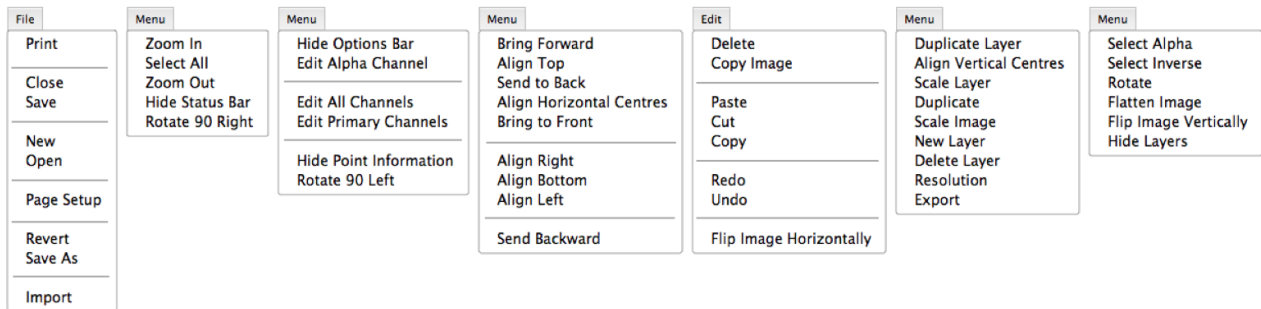 File
Print
Close
Save
New
Open
Page Setup
Revert
Save As
Import
Menu
Zoom In
Select All
Zoom Out
Hide Status Bar
Rotate 90 Right
Menu
Hide Options Bar
Edit Alpha Channel
Edit All Channels
Edit Primary Channels
Hide Point Information
Rotate 90 Left
Menu
Bring Forward
Align Top
Send to Back
Align Horizontal Centres
Bring to Front
Align Right
Align Bottom
Align Left
Send Backward
Edit
Delete
Copy Image
Paste
Cut
Copy
Redo
Undo
Flip Image Horizontally
Menu
Duplicate Layer
Align Vertical Centres
Scale Layer
Duplicate
Scale Image
New Layer
Delete Layer
Resolution
Export
Menu
Select Alpha
Select Inverse
Rotate
Flatten Image
Flip Image Vertically
Hide Layers